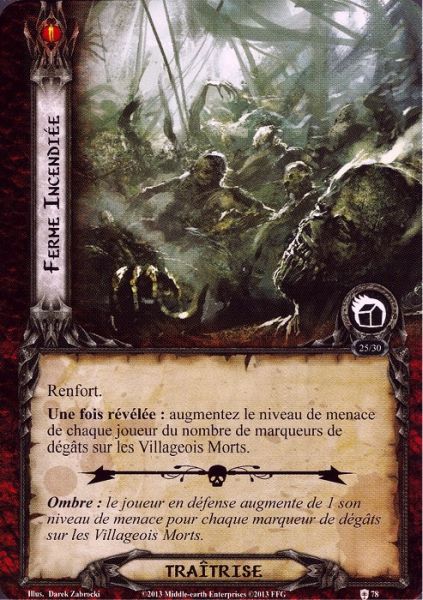 FERME INCENDIÉE
25/30
Renfort.
Une fois révélée : augmentez le niveau de menace
de chaque joueur du nombre de marqueurs de
dégâts sur les Villageois Morts.
Ombre : le joueur en défense augmente de 1 son
niveau de menace pour chaque marqueur de dégâts
sur les Villageois Morts.
TRAÎTRISE
Illus. Darek Zabrocki
©2013 Middle-earth Enterprises ©2013 FFG
78